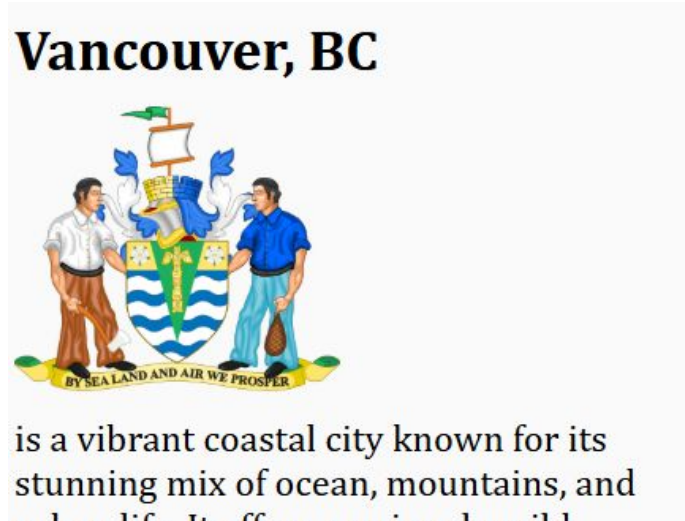 Vancouver, BC
BY SEA LAND AND AIR WE PROSPER
is a vibrant coastal city known for its
stunning mix of ocean, mountains, and